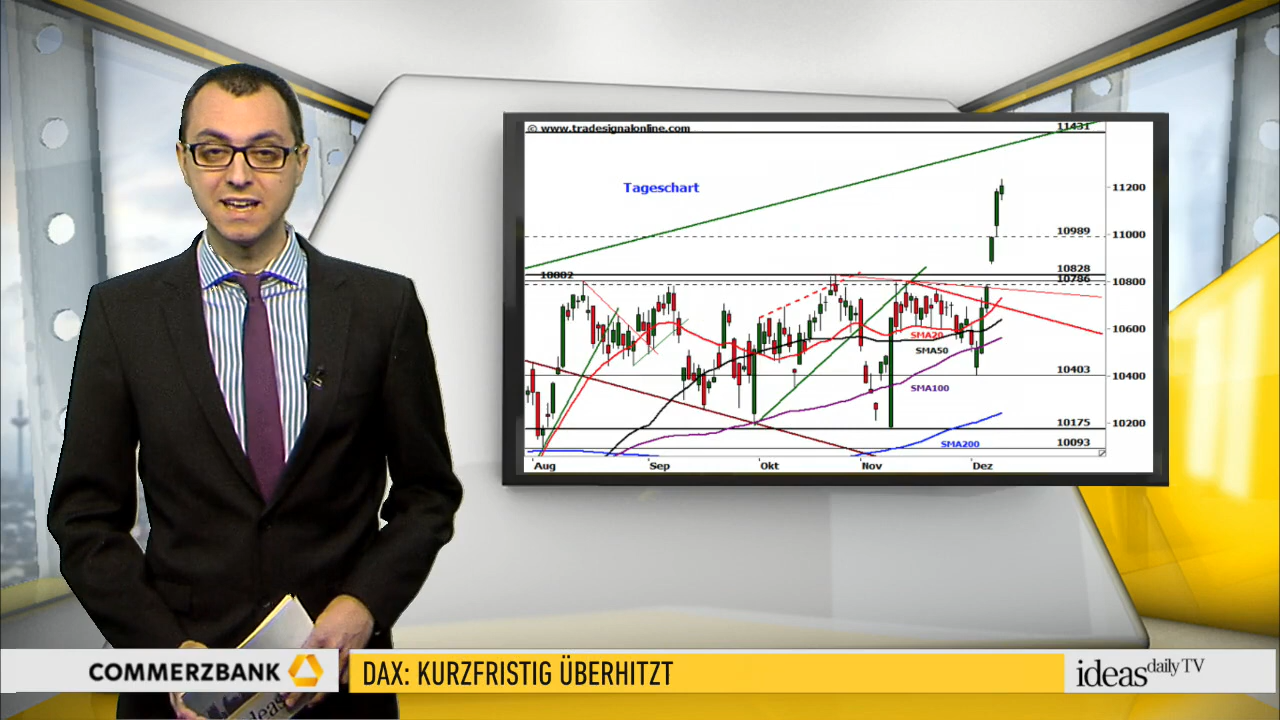 © www.tradesignalonline.com
11431
Tageschart
11200
10989
11000
10828
10802
10786
10800
SMA20
10600
SMA50
10403
10400
SMA100
10175
10200
SMA200
10093
Aug Sep Okt Nov Dez
COMMERZBANK
DAX: KURZFRISTIG ÜBERHITZT
ideas daily TV
ideas